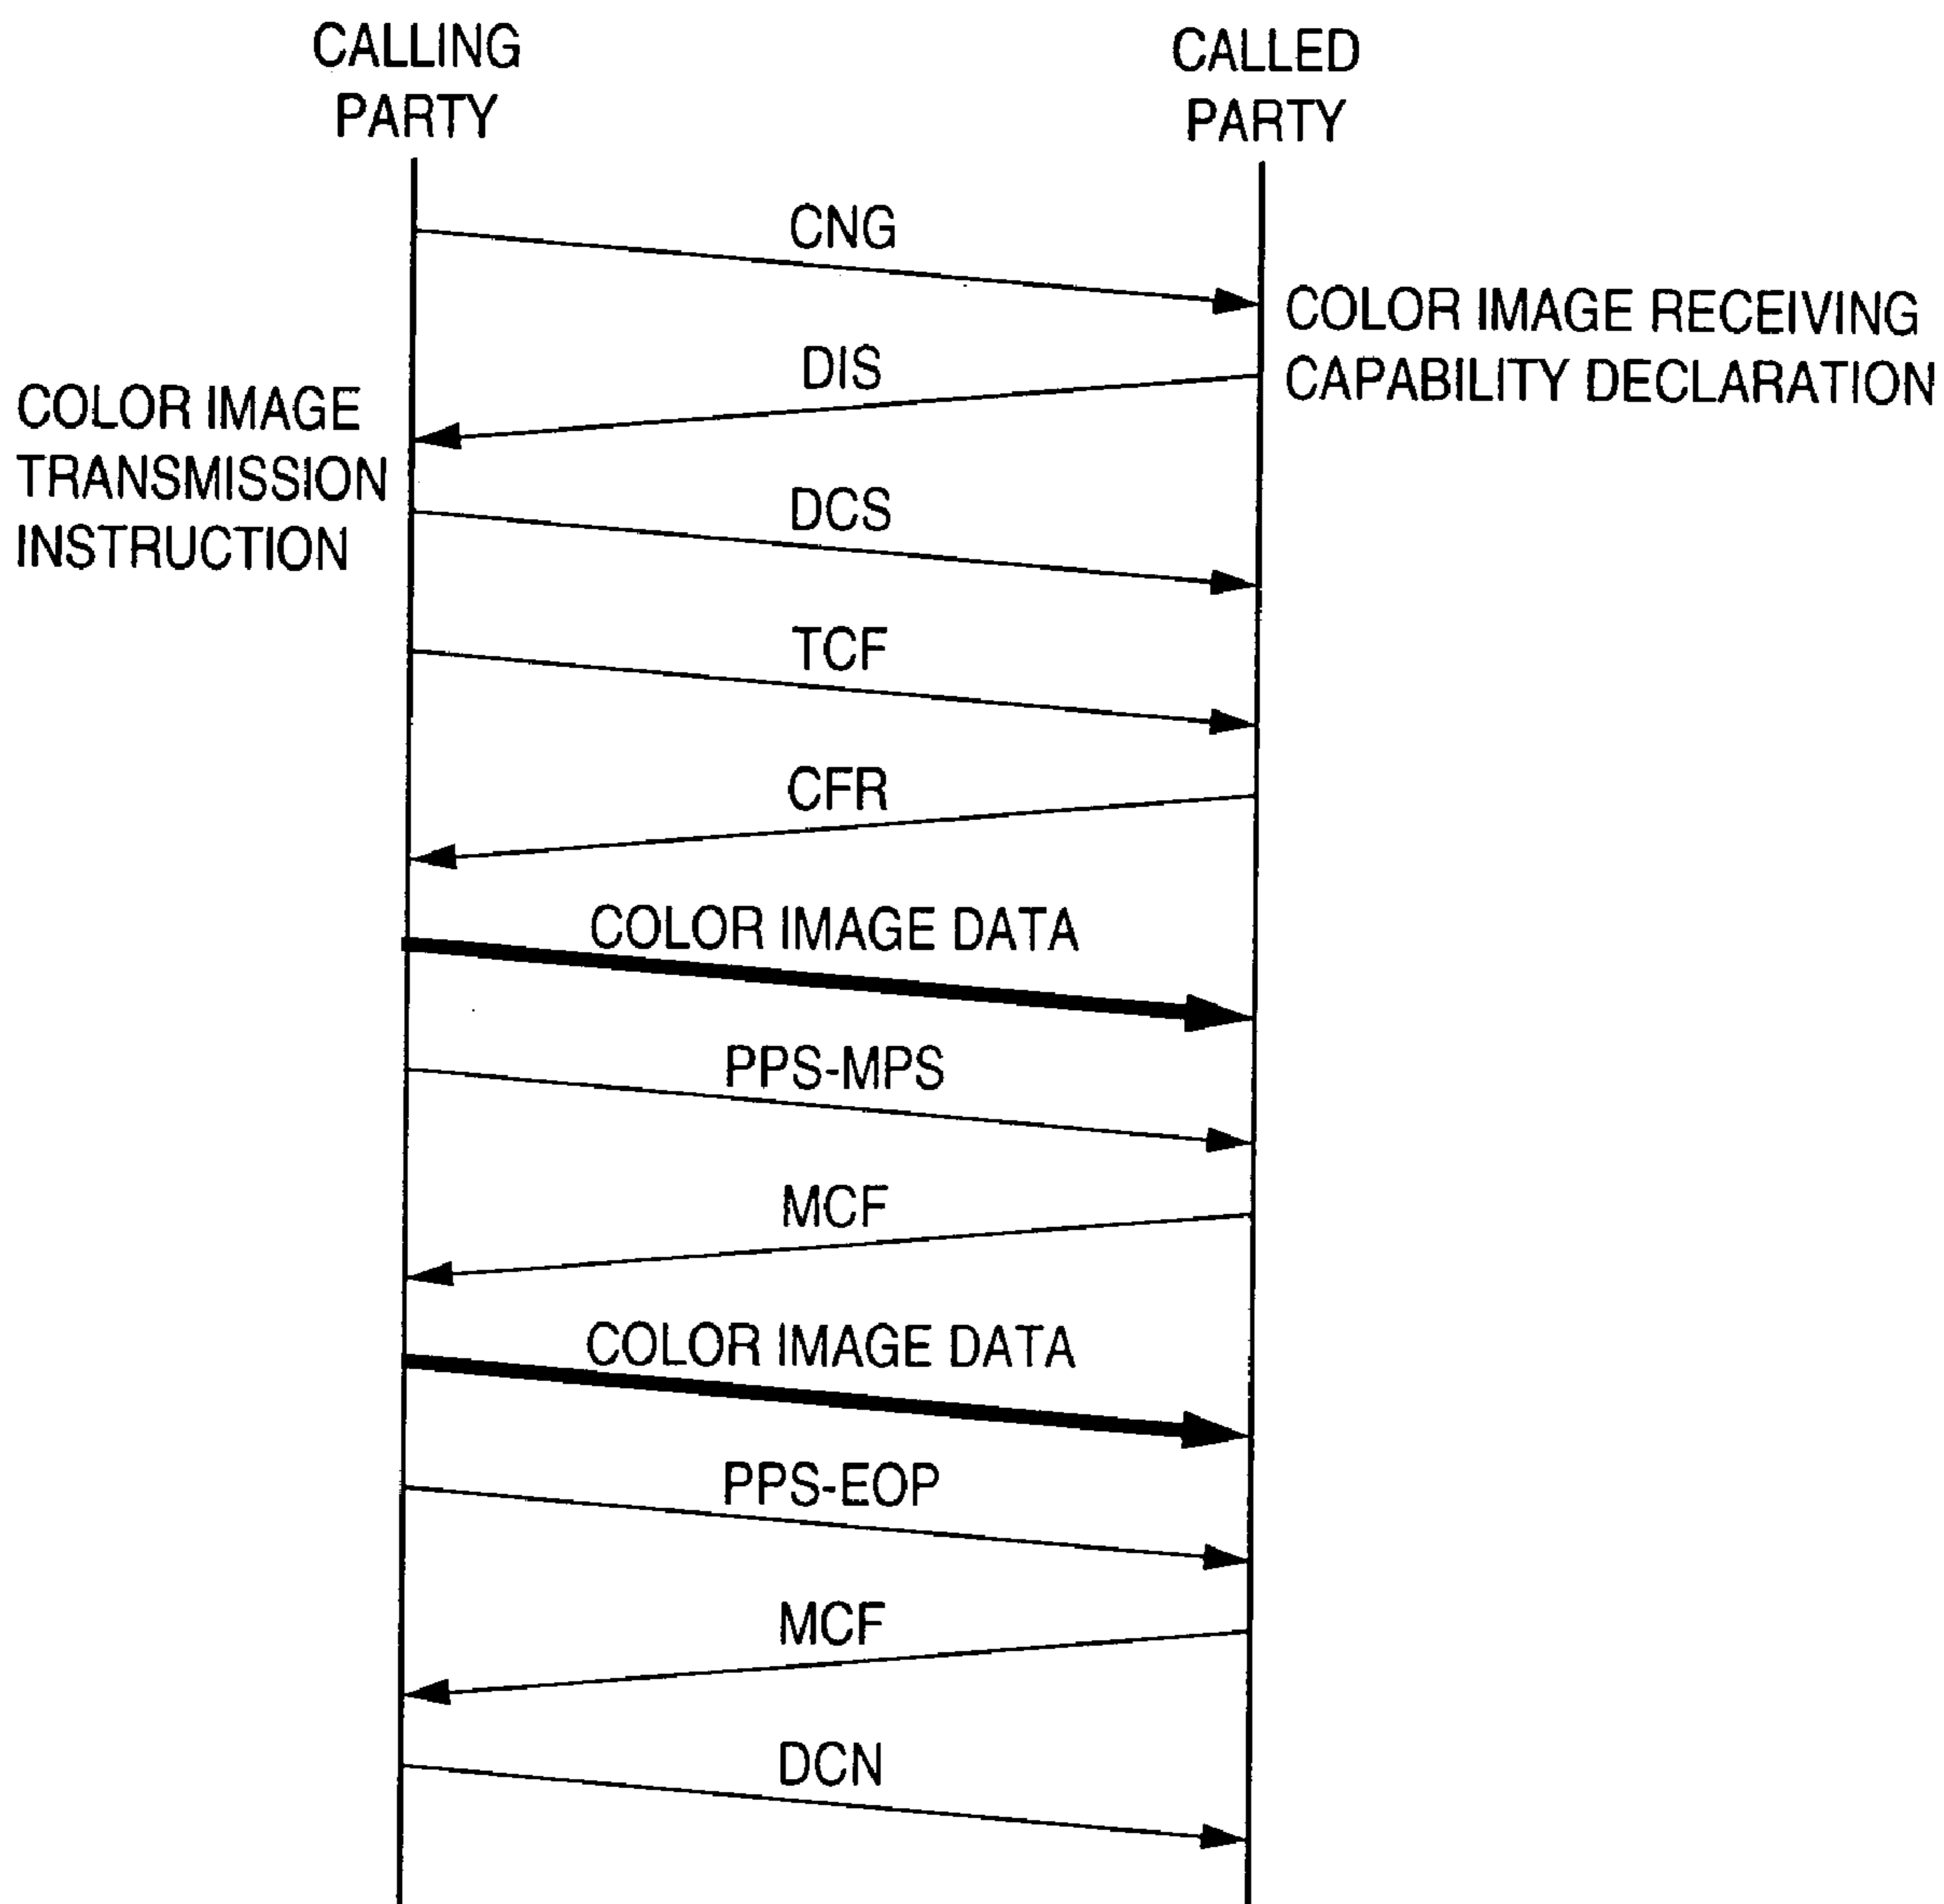 CALLING
PARTY
CALLED
PARTY
CNG
COLOR IMAGE RECEIVING
CAPABILITY DECLARATION
DIS
COLOR IMAGE
TRANSMISSION
INSTRUCTION
DCS
TCF
CFR
COLOR IMAGE DATA
PPS-MPS
MCF
COLOR IMAGE DATA
PPS-EOP
MCF
DCN